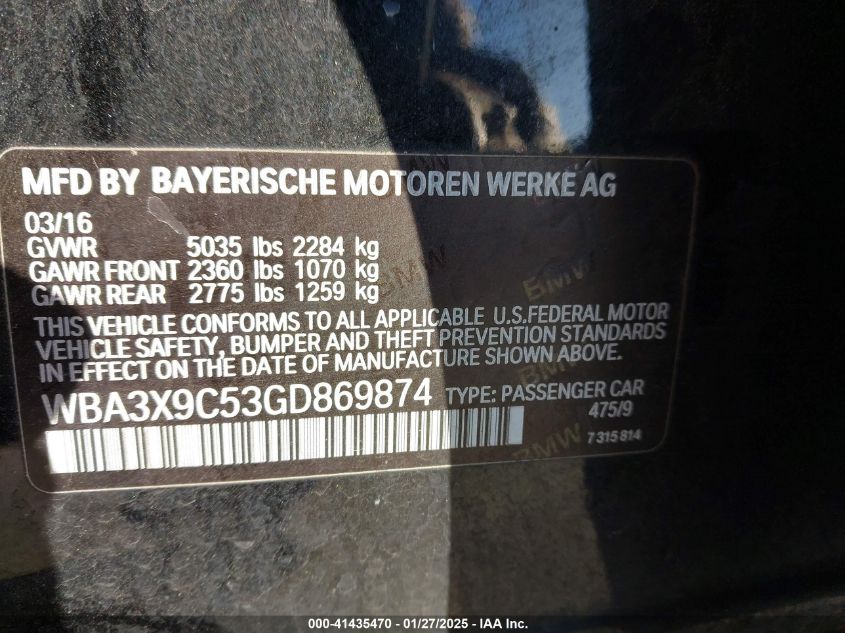 MFD BY BAYERISCHE MOTOREN WERKE AG
03/16
GVWR 5035 lbs 2284 kg
GAWR FRONT 2360 lbs 1070 kg
GAWR REAR 2775 lbs 1259 kg
THIS VEHICLE CONFORMS TO ALL APPLICABLE U.S.FEDERAL MOTOR
VEHICLE SAFETY, BUMPER AND THEFT PREVENTION STANDARDS
IN EFFECT ON THE DATE OF MANUFACTURE SHOWN ABOVE.
WBA3X9C53GD869874 TYPE: PASSENGER CAR
475/9
7 315 814
BMW
BMW
BMW
000-41435470 - 01/27/2025 - IAA Inc.